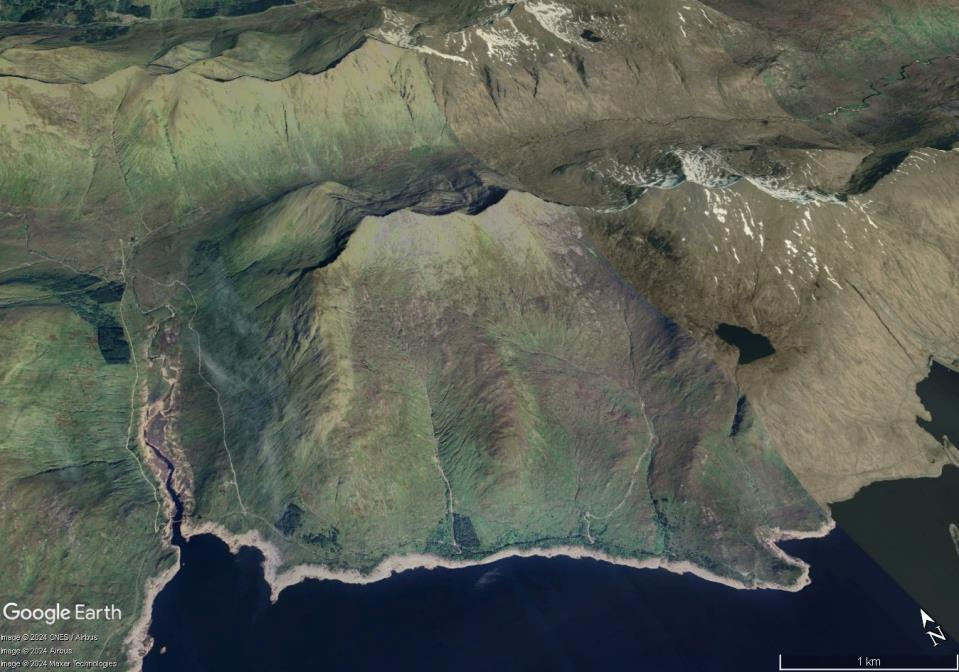 Google Earth
Image © 2024 CNES / Airbus
Image © 2024 Airbus
Image © 2024 Maxar Technologies
N
1 km